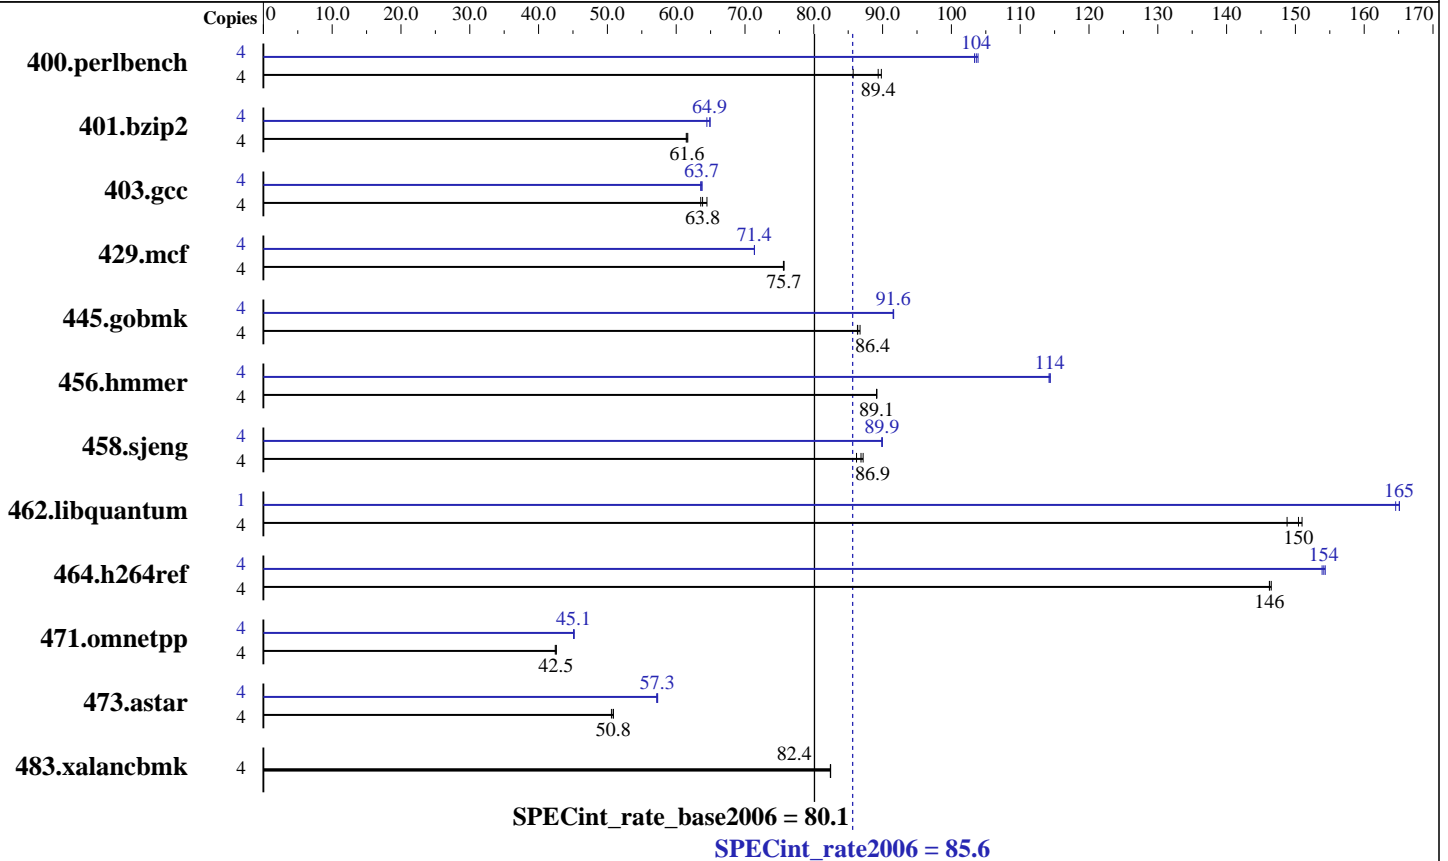 Copies 0 10.0 20.0 30.0 40.0 50.0 60.0 70.0 80.0 90.0 100 110 120 130 140 150 160 170
400.perlbench 4 104
4 89.4
401.bzip2 4 64.9
4 61.6
403.gcc 4 63.7
4 63.8
429.mcf 4 71.4
4 75.7
445.gobmk 4 91.6
4 86.4
456.hmmer 4 114
4 89.1
458.sjeng 4 89.9
4 86.9
462.libquantum 1 165
4 150
464.h264ref 4 154
4 146
471.omnetpp 4 45.1
4 42.5
473.astar 4 57.3
4 50.8
483.xalancbmk 4 82.4
SPECint_rate_base2006 = 80.1
SPECint_rate2006 = 85.6